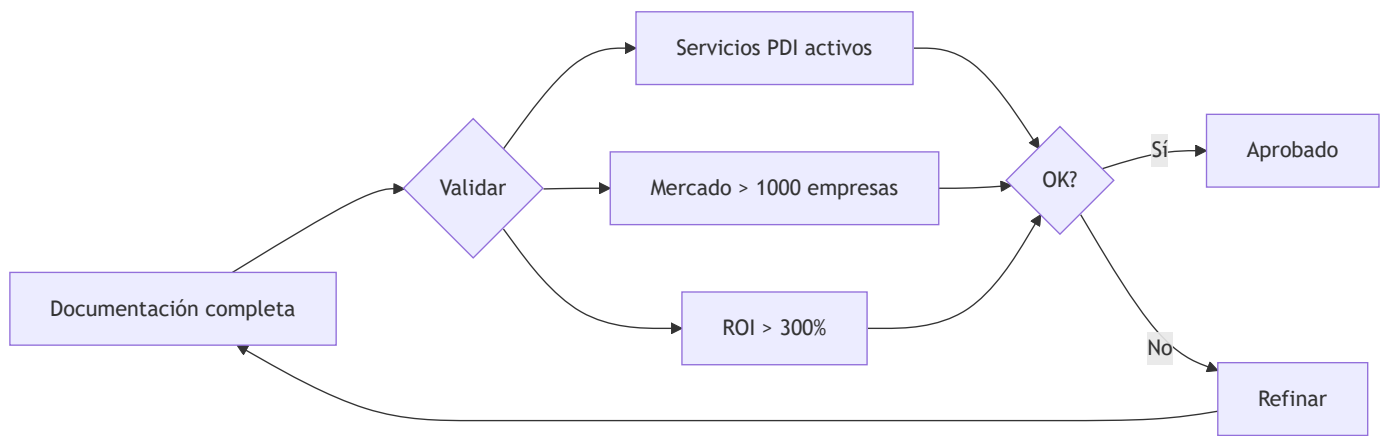 Documentación completa
Validar
Servicios PDI activos
Mercado > 1000 empresas
ROI > 300%
OK?
Sí
Aprobado
No
Refinar